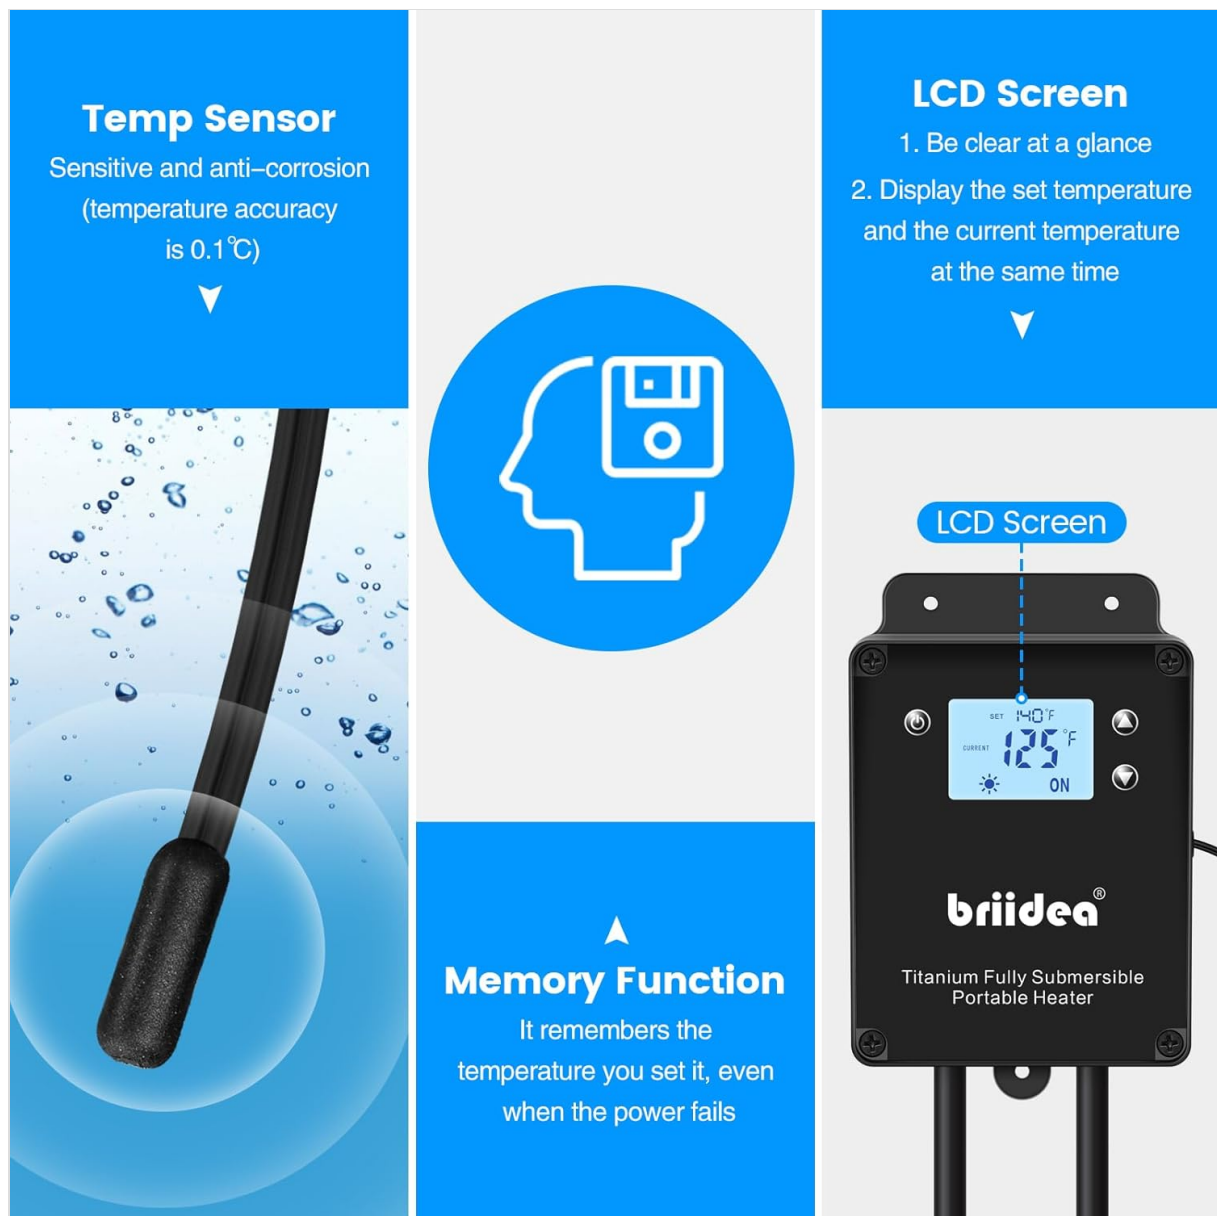 Temp Sensor
Sensitive and anti–corrosion
(temperature accuracy
is 0.1℃)
Memory Function
It remembers the
temperature you set it, even
when the power fails
LCD Screen
1. Be clear at a glance
2. Display the set temperature
and the current temperature
at the same time
LCD Screen
SET 140°F
CURRENT 125°F
ON
briidea®
Titanium Fully Submersible
Portable Heater